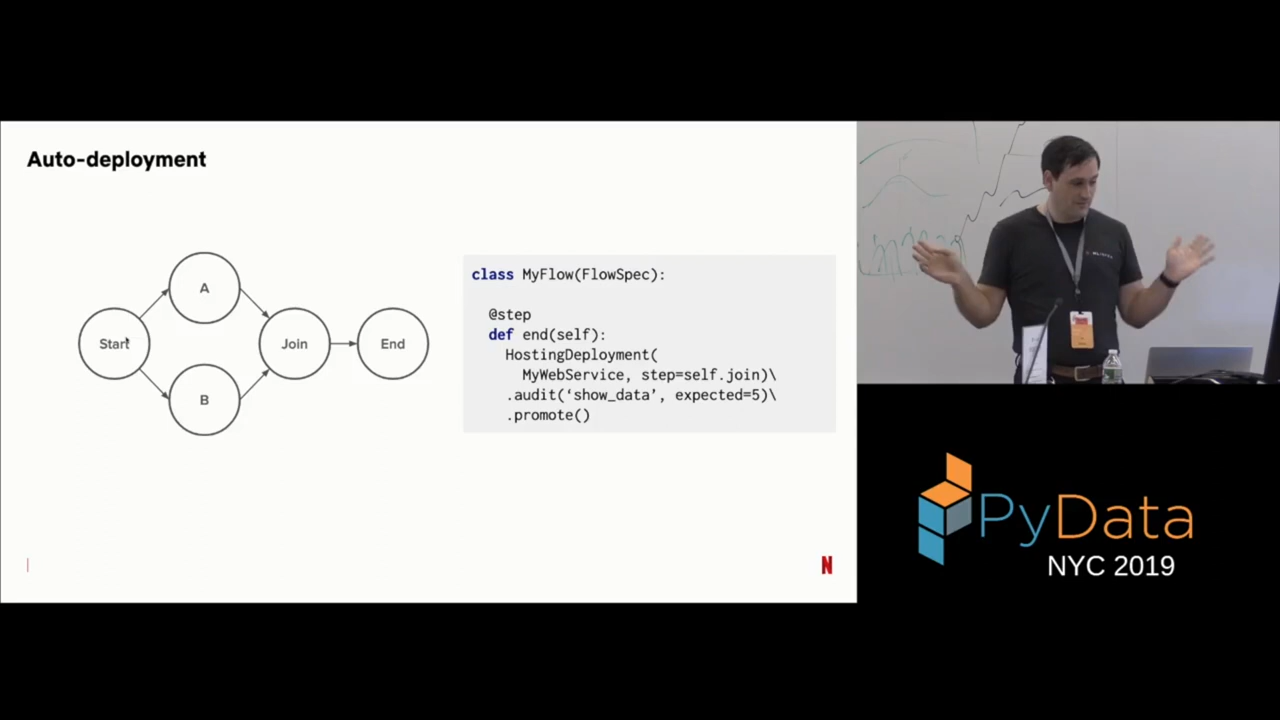 Auto-deployment
A
Start
Join
End
B
class MyFlow(FlowSpec):
@step
def end(self):
HostingDeployment(
MyWebService, step=self.join)\
.audit(‘show_data’, expected=5)\
.promote()
N
PyData
NYC 2019